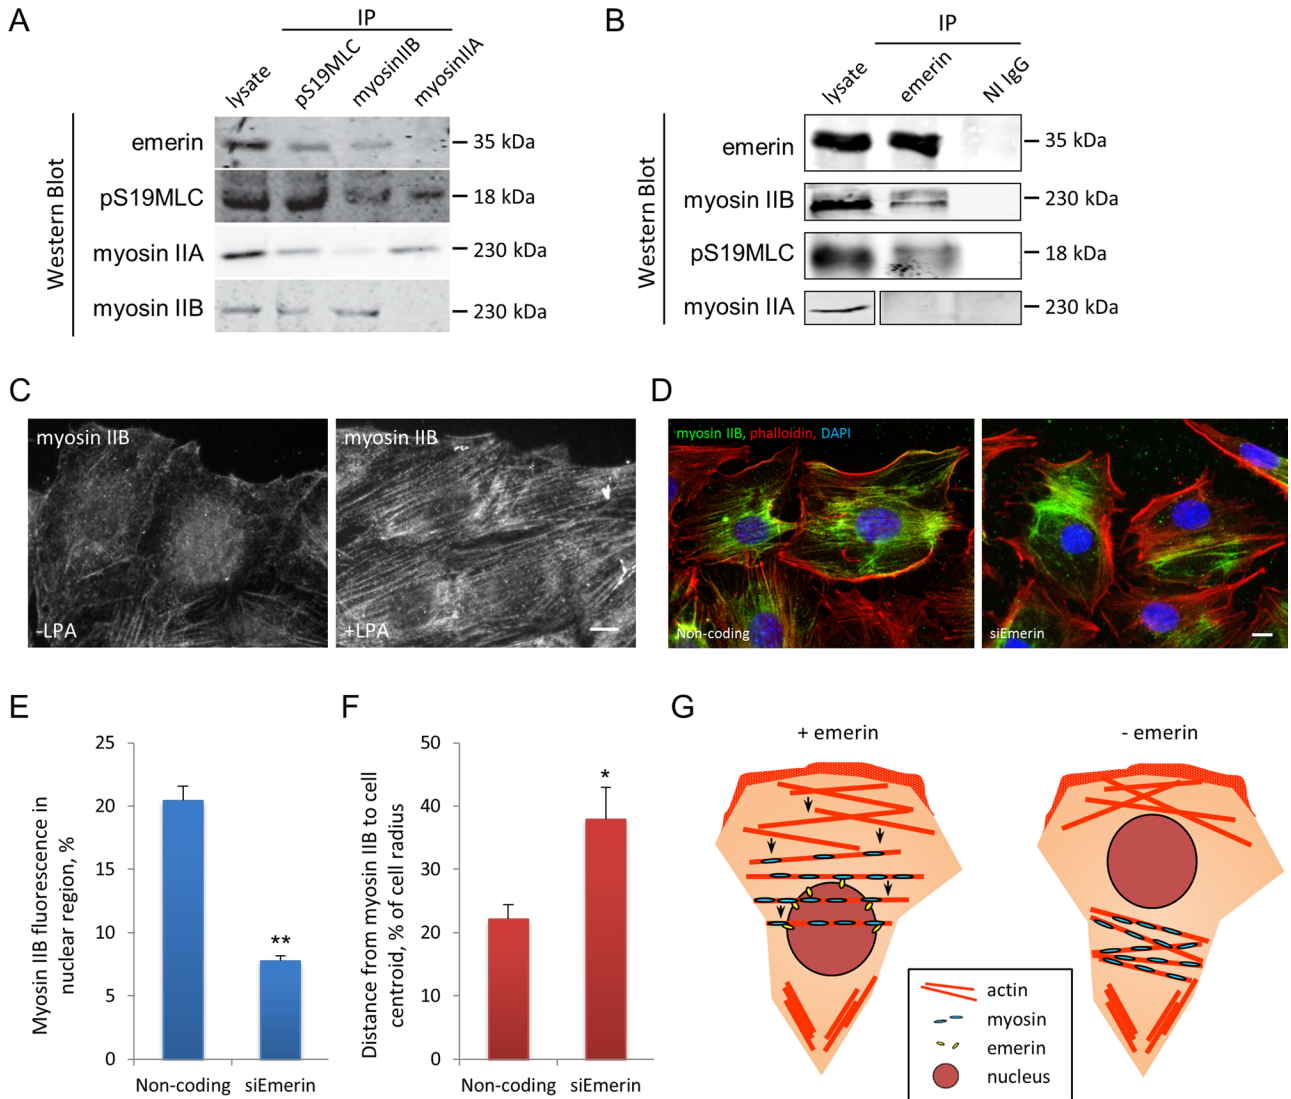 A
IP
lysate
pS19MLC
myosinIIB
myosinIIA
Western Blot
emerin
35 kDa
pS19MLC
18 kDa
myosin IIA
230 kDa
myosin IIB
230 kDa
B
IP
lysate
emerin
NI IgG
Western Blot
emerin
35 kDa
myosin IIB
230 kDa
pS19MLC
18 kDa
myosin IIA
230 kDa
C
myosin IIB
-LPA
myosin IIB
+LPA
D
myosin IIB, phalloidin, DAPI
Non-coding
siEmerin
E
Myosin IIB fluorescence in
nuclear region, %
25
20
15
10
5
0
**
Non-coding
siEmerin
F
Distance from myosin IIB to cell
centroid, % of cell radius
50
40
30
20
10
0
*
Non-coding
siEmerin
G
+ emerin
- emerin
actin
myosin
emerin
nucleus